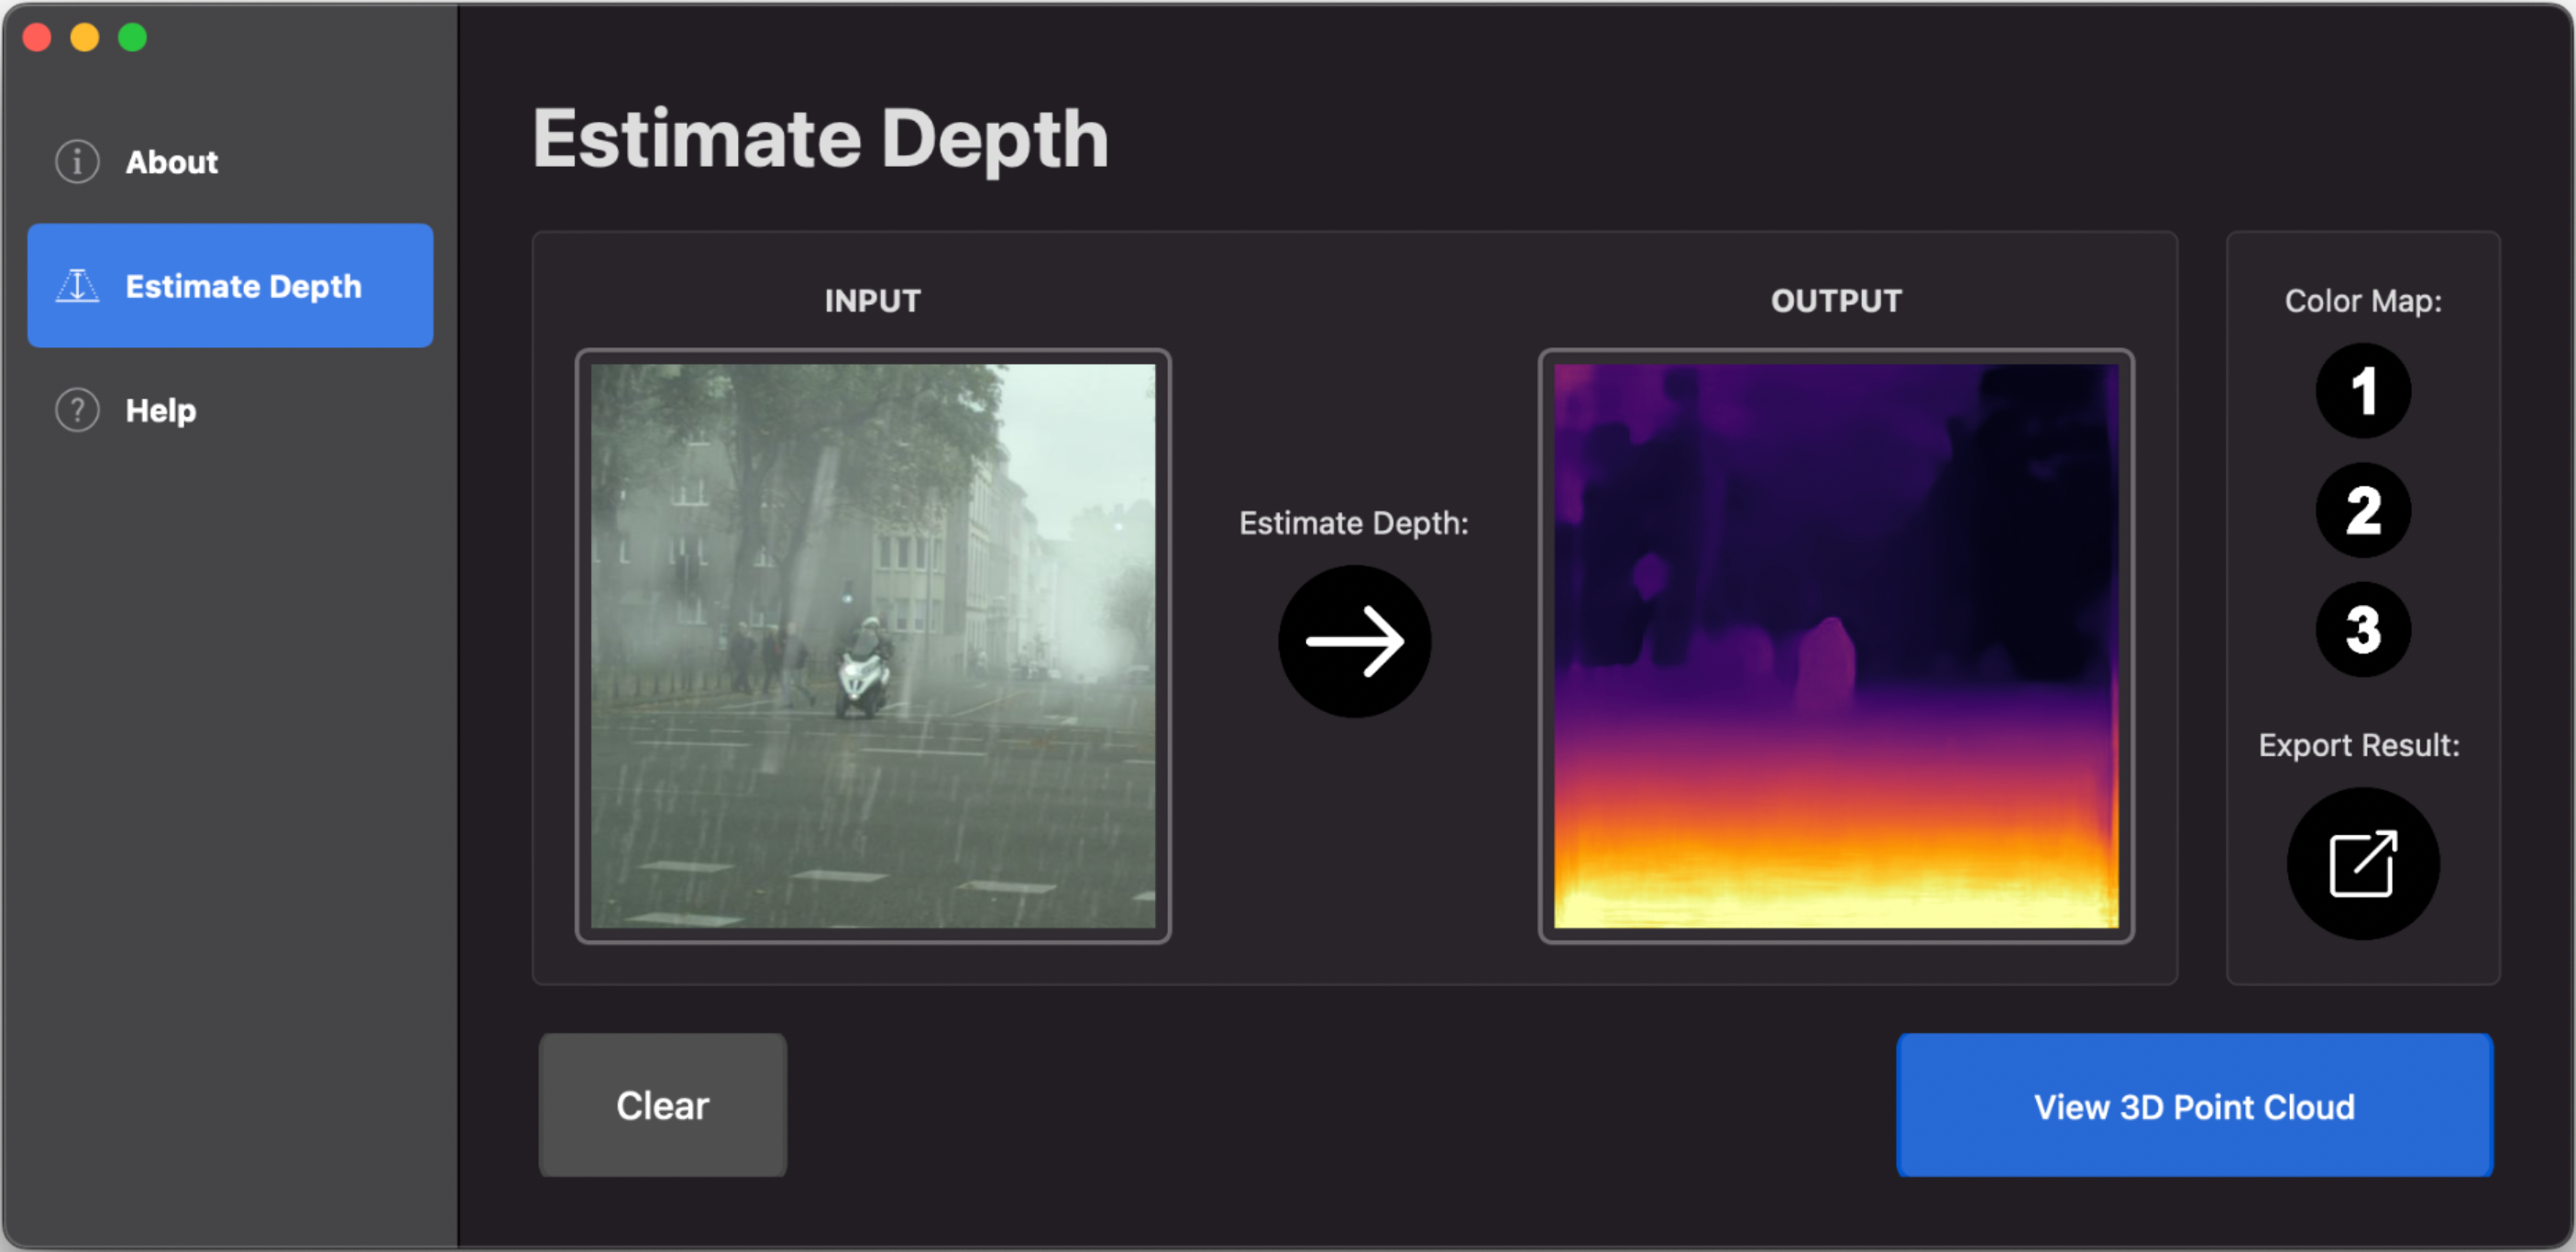 About
Estimate Depth
Help
Estimate Depth
INPUT
Estimate Depth:
OUTPUT
Color Map:
1
2
3
Export Result:
Clear
View 3D Point Cloud